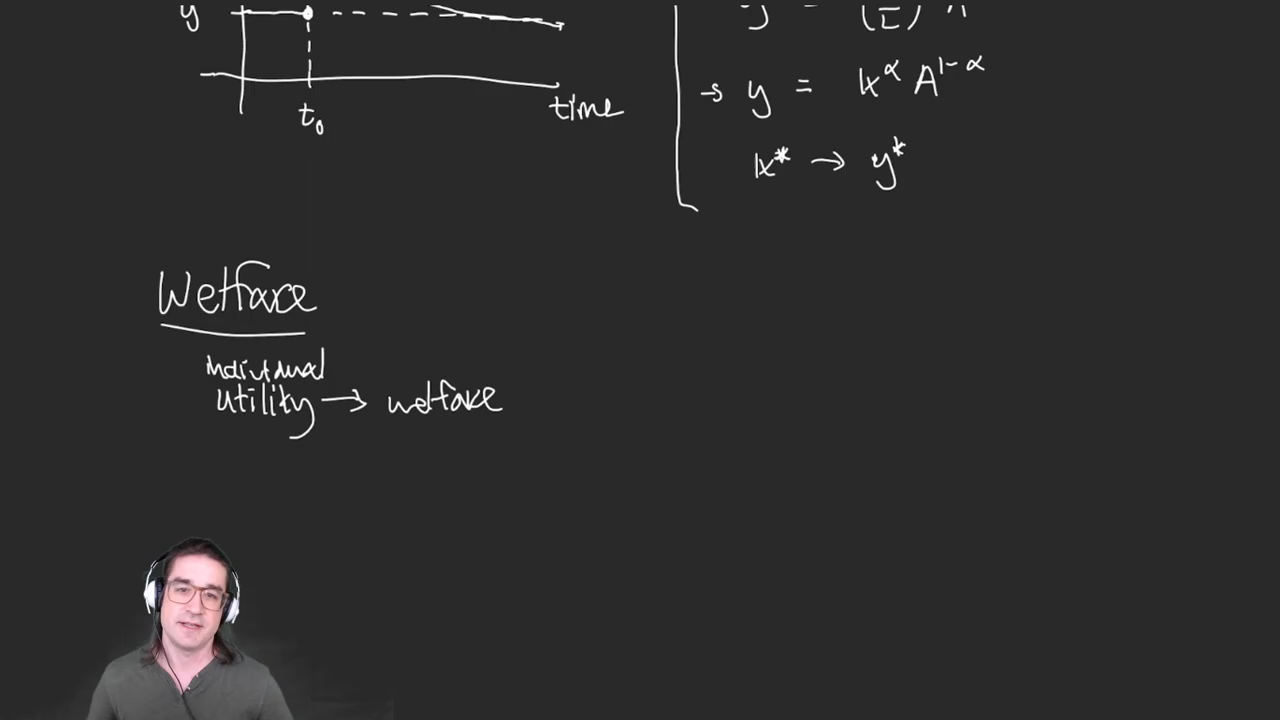 y
t₀
time
→ y = k^α A^{1-α}
k* → y*
Welfare
individual
utility → welfare